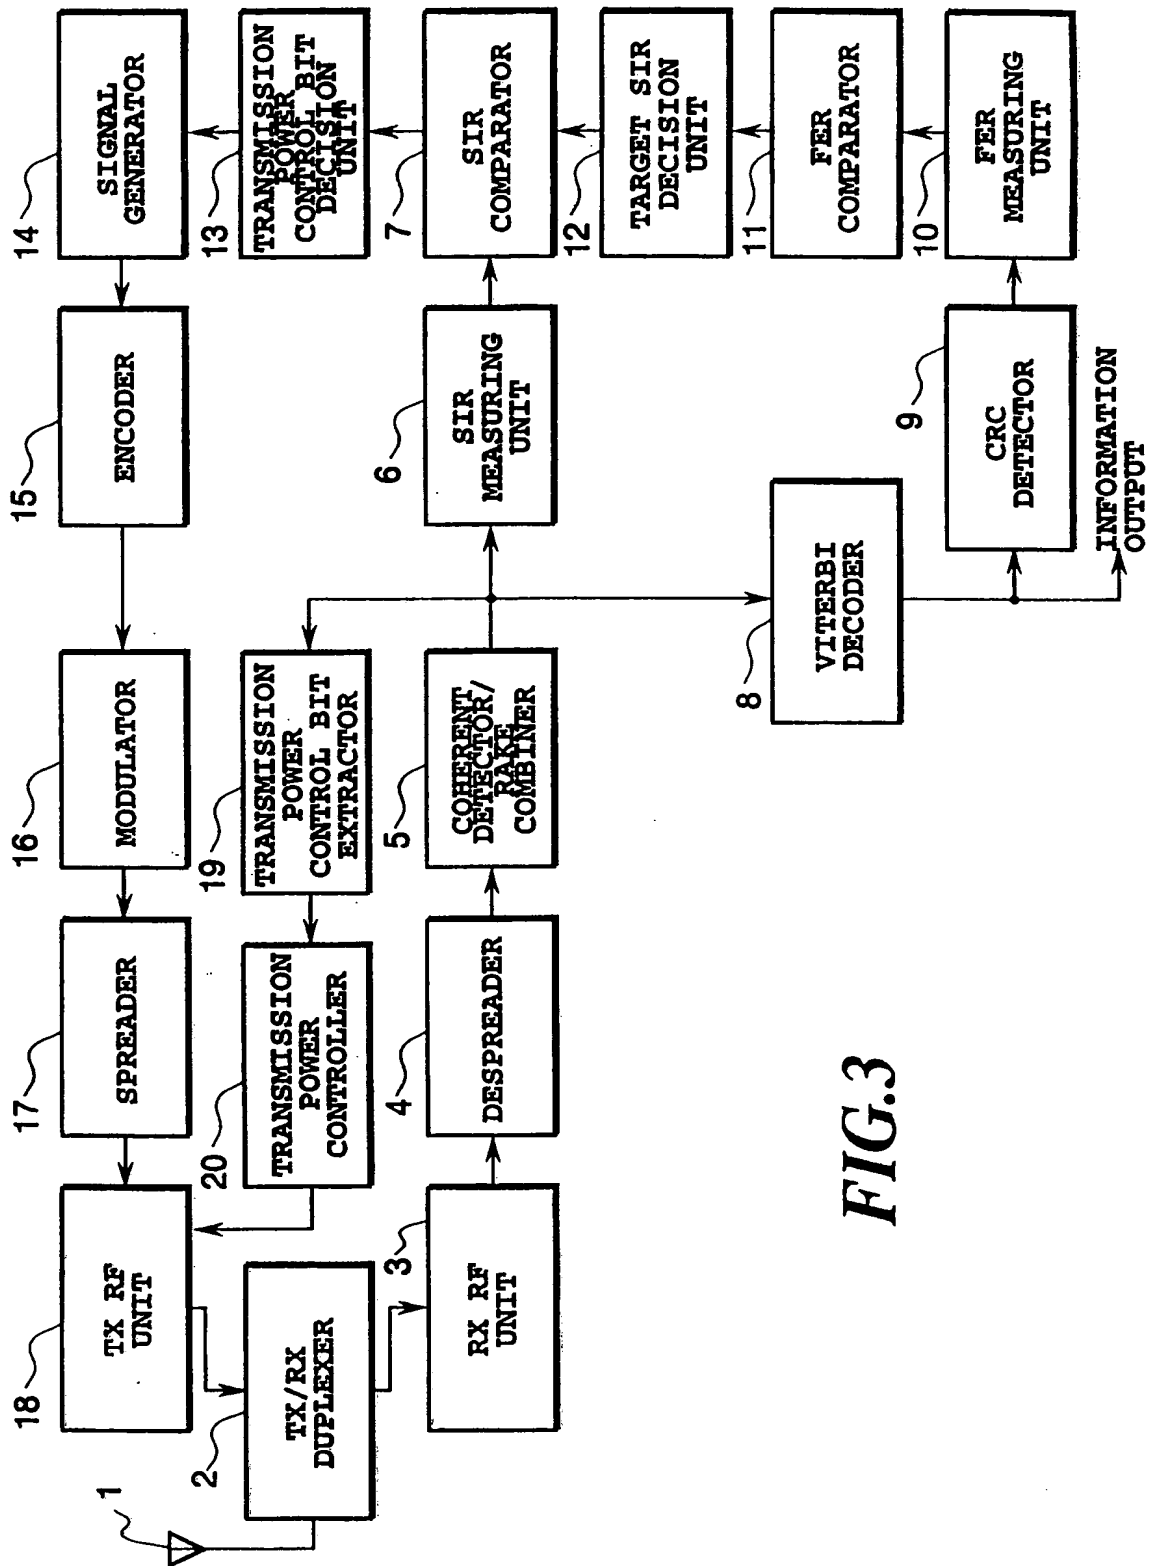 1
2
TX/RX
DUPLEXER
18
TX RF
UNIT
17
SPREADER
16
MODULATOR
15
ENCODER
14
SIGNAL
GENERATOR
20
TRANSMISSION
POWER
CONTROLLER
19
TRANSMISSION
POWER
CONTROL BIT
EXTRACTOR
13
TRANSMISSION
POWER
CONTROL BIT
DECISION
UNIT
3
RX RF
UNIT
4
DESPREADER
5
COHERENT
DETECTOR/
RAKE
COMBINER
6
SIR
MEASURING
UNIT
7
SIR
COMPARATOR
12
TARGET SIR
DECISION
UNIT
8
VITERBI
DECODER
11
FER
COMPARATOR
9
CRC
DETECTOR
10
FER
MEASURING
UNIT
INFORMATION
OUTPUT
FIG.3